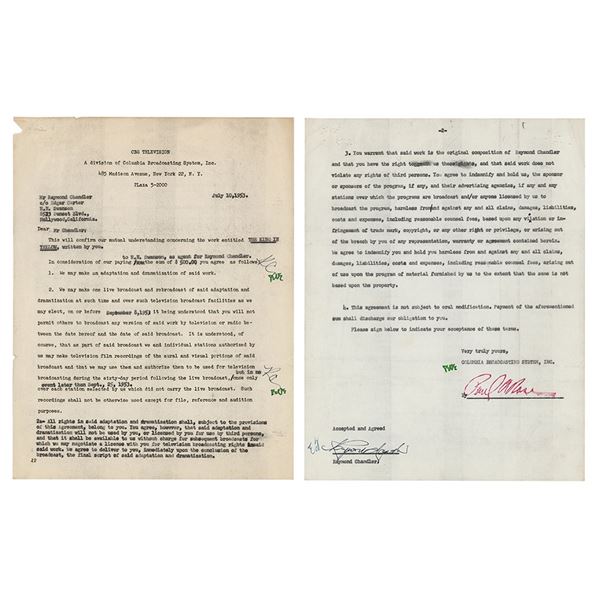 CBS TELEVISION
A division of Columbia Broadcasting System, Inc.
485 Madison Avenue, New York 22, N. Y.
Plaza 5-2000
July 10, 1953.
Mr Raymond Chandler
c/o Edgar Carter
H.N. Swanson
8523 Sunset Blvd.,
Hollywood, California.
Dear Mr Chandler:
This will confirm our mutual understanding concerning the work entitled THE KING IN
YELLOW, written by you.
to H.N. Swanson, as agent for Raymond Chandler.
In consideration of our paying you the sum of $ 500.00 you agree as follows:
1. We may make an adaptation and dramatization of said work.
2. We may make one live broadcast and rebroadcast of said adaptation and
dramatization at such time and over such television broadcast facilities as we
may elect, on or before September 8, 1953 it being understood that you will not
permit others to broadcast any version of said work by television or radio be-
tween the date hereof and the date of said broadcast. It is understood, of
course, that as part of said broadcast we and individual stations authorized by
us may make television film recordings of the aural and visual portions of said
broadcast and that we may use them and authorize them to be used for television
broadcasting during the sixty-day period following the live broadcast, once only
but in no
event later than Sept., 25, 1953.
over each station selected by us which did not carry the live broadcast. Such
recordings shall not be otherwise used except for file, reference and audition
purposes.
2a- All rights in said adaptation and dramatization shall, subject to the provisions
of this agreement, belong to you. You agree, however, that said adaptation and
dramatization will not be used by you, or licensed by you for use by third persons,
and that it shall be available to us without charge for subsequent broadcasts for
which we may negotiate a license with you for television broadcasting rights in said
said work. We agree to deliver to you, immediately upon the conclusion of the
broadcast, the final script of said adaptation and dramatization.
22
-2-
3. You warrant that said work is the original composition of Raymond Chandler
and that you have the right to grant us these rights, and that said work does not
violate any rights of third persons. You agree to indemnify and hold us, the sponsor
or sponsors of the program, if any, and their advertising agencies, if any and any
stations over which the programs are broadcast and/or anyone licensed by us to
broadcast the program, harmless from and against any and all claims, damages, liabilities,
costs and expenses, including reasonable counsel fees, based upon any violation or in-
fringement of trade mark, copyright, or any other right or privilege, or arising out
of the breach by you of any representation, warranty or agreement contained herein.
We agree to indemnify you and hold you harmless from and against any and all claims,
damages, liabilities, costs and expenses, including reasonable counsel fees, arising out
of use upon the program of material furnished by us to the extent that the same is not
based upon the property.
4. This agreement is not subject to oral modification. Payment of the aforementioned
sum shall discharge our obligation to you.
Please sign below to indicate your acceptance of these terms.
Very truly yours,
COLUMBIA BROADCASTING SYSTEM, INC.
By
Accepted and Agreed
Raymond Chandler